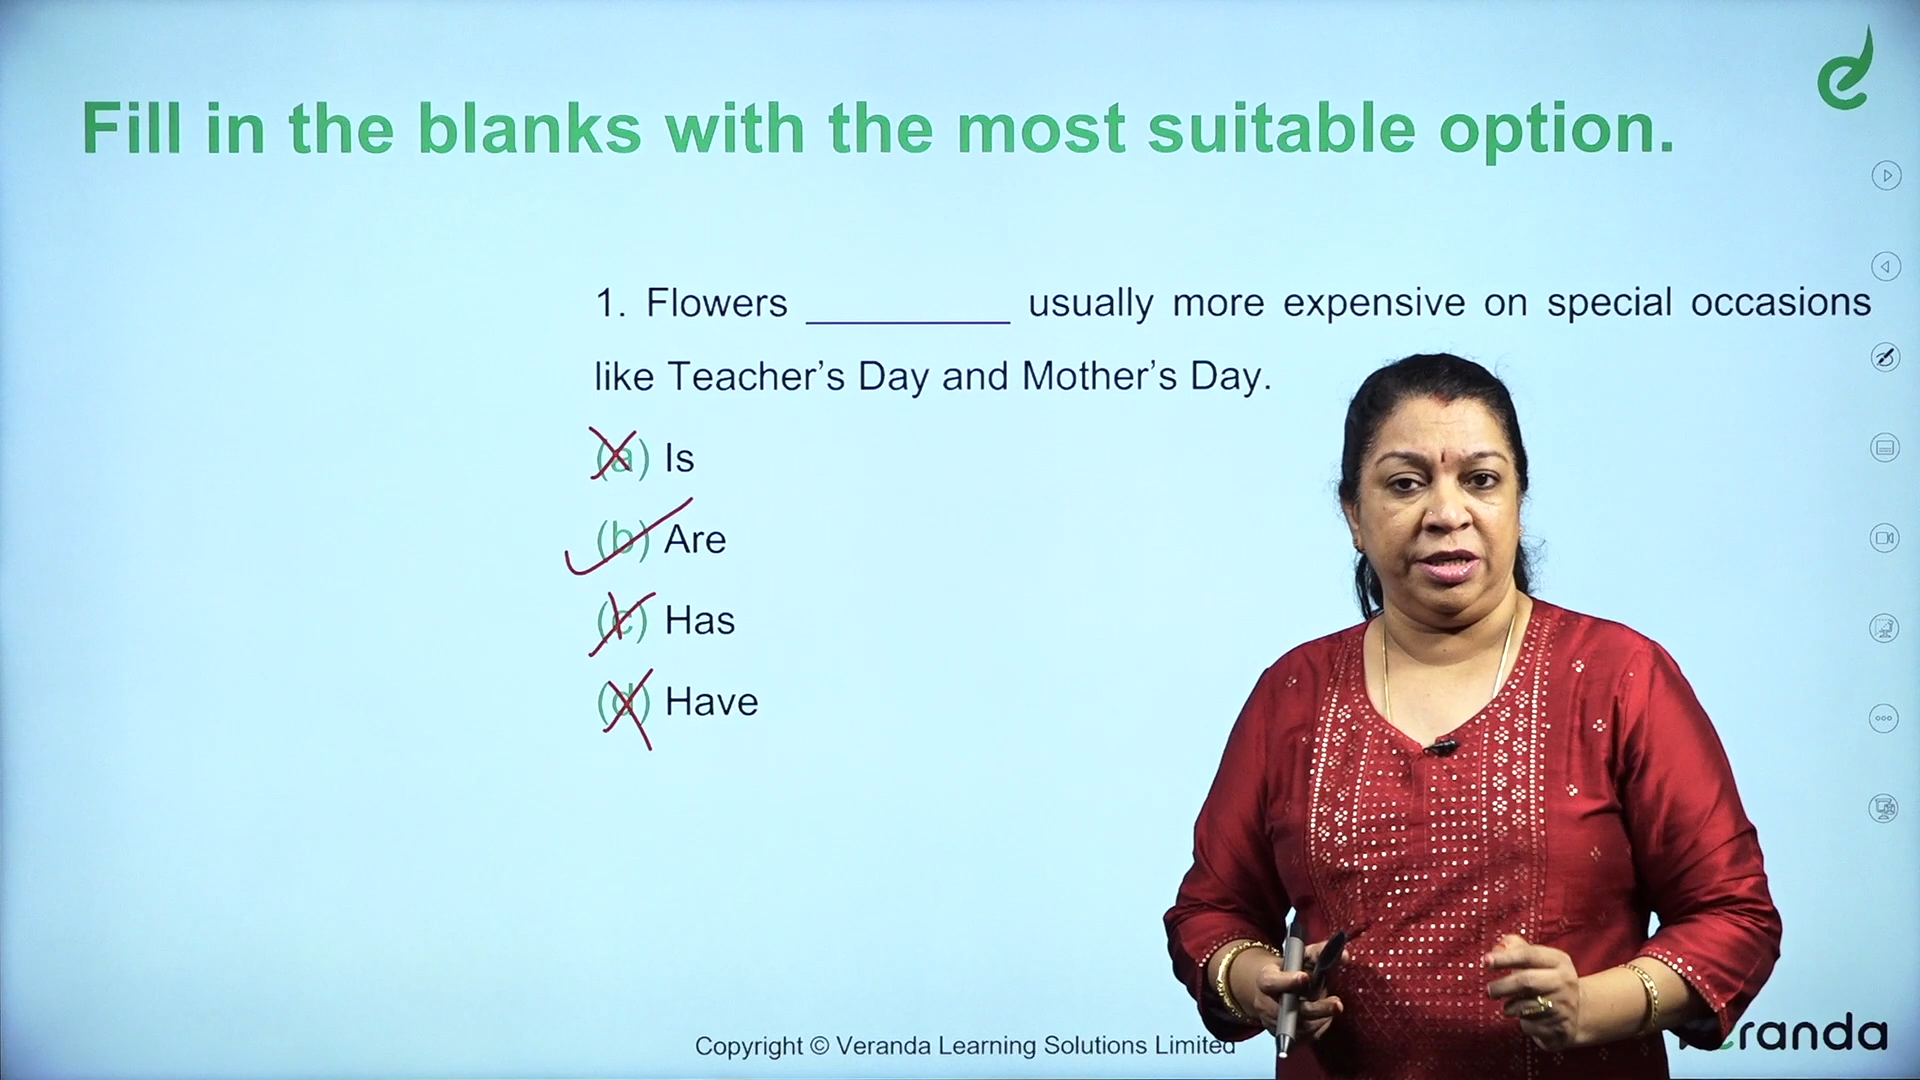 Fill in the blanks with the most suitable option.
1. Flowers __________ usually more expensive on special occasions
like Teacher’s Day and Mother’s Day.
(a) Is
(b) Are
(c) Has
(d) Have
Copyright © Veranda Learning Solutions Limited
veranda